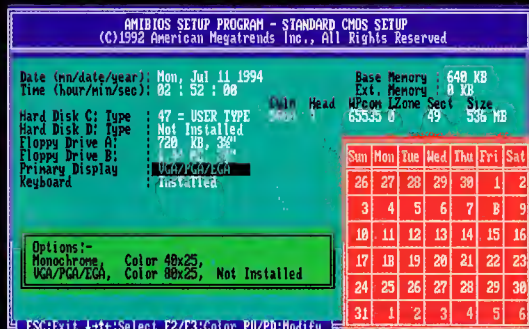 AMIBIOS SETUP PROGRAM - STANDARD CMOS SETUP
(C)1992 American Megatrends Inc., All Rights Reserved
Date (mn/date/year): Mon, Jul 11 1994
Time (hour/min/sec): 02 : 52 : 00
Base Memory : 640 KB
Ext. Memory : 0 KB
Cyln Head WPcom LZone Sect Size
Hard Disk C: Type : 47 = USER TYPE 65535 0 49 536 MB
Hard Disk D: Type : Not Installed
Floppy Drive A: : 720 KB, 3½"
Floppy Drive B: :
Primary Display : VGA/PGA/EGA
Keyboard : Installed
Sun Mon Tue Wed Thu Fri Sat
26 27 28 29 30 1 2
3 4 5 6 7 8 9
10 11 12 13 14 15 16
17 18 19 20 21 22 23
24 25 26 27 28 29 30
31 1 2 3 4 5 6
Options:-
Monochrome, Color 40x25,
VGA/PGA/EGA, Color 80x25, Not Installed
ESC:Exit ↓→↑←:Select F2/F3:Color PU/PD:Modify